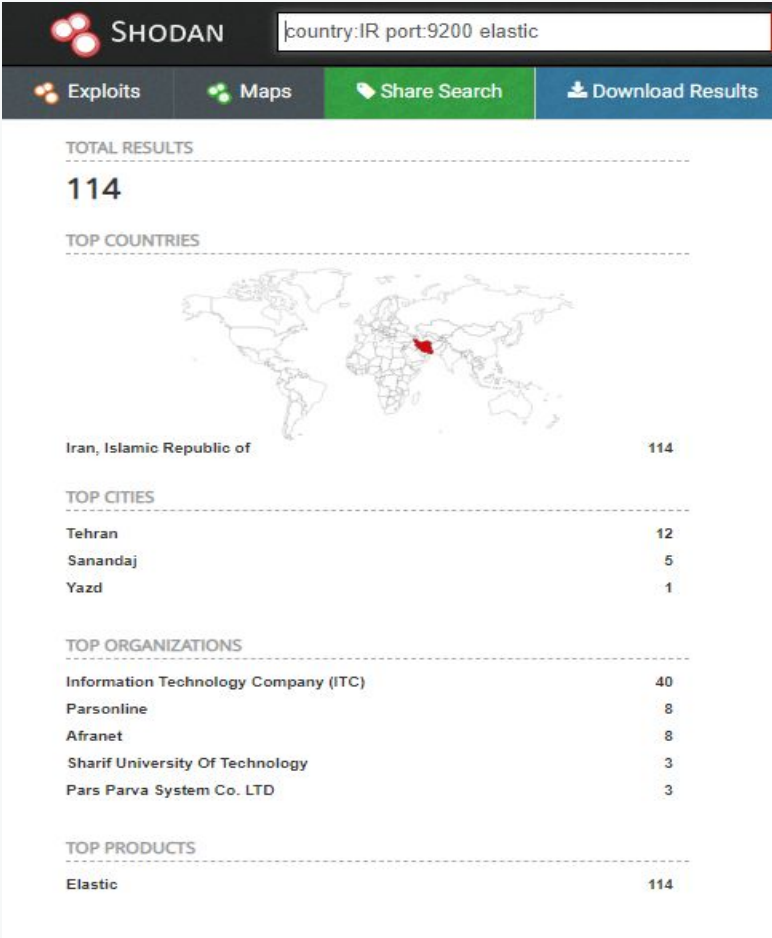 SHODAN country:IR port:9200 elastic
Exploits Maps Share Search Download Results
TOTAL RESULTS
114
TOP COUNTRIES
Iran, Islamic Republic of 114
TOP CITIES
Tehran 12
Sanandaj 5
Yazd 1
TOP ORGANIZATIONS
Information Technology Company (ITC) 40
Parsonline 8
Afranet 8
Sharif University Of Technology 3
Pars Parva System Co. LTD 3
TOP PRODUCTS
Elastic 114